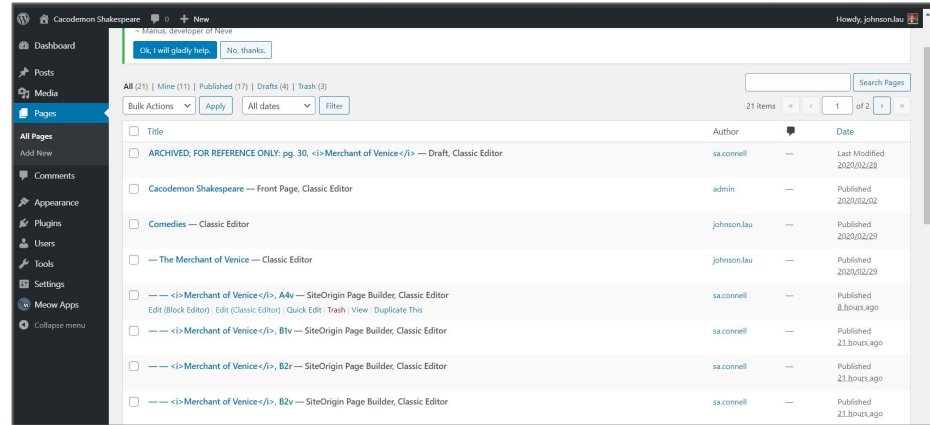 Cacodemon Shakespeare 0 + New Howdy, johnson.lau
Dashboard
Posts
Media
Pages
All Pages
Add New
Comments
Appearance
Plugins
Users
Tools
Settings
Meow Apps
Collapse menu
~ Marius, developer of Neve
Ok, I will gladly help. No, thanks.
Search Pages
All (21) | Mine (11) | Published (17) | Drafts (4) | Trash (3)
Bulk Actions Apply All dates Filter 21 items « ‹ 1 of 2 › »
Title Author Date
ARCHIVED; FOR REFERENCE ONLY: pg. 30, <i>Merchant of Venice</i> — Draft, Classic Editor sa.connell — Last Modified
2020/02/28
Cacodemon Shakespeare — Front Page, Classic Editor admin — Published
2020/02/02
Comedies — Classic Editor johnson.lau — Published
2020/02/29
— The Merchant of Venice — Classic Editor johnson.lau — Published
2020/02/29
— — <i>Merchant of Venice</i>, A4v — SiteOrigin Page Builder, Classic Editor sa.connell — Published
Edit (Block Editor) | Edit (Classic Editor) | Quick Edit | Trash | View | Duplicate This 8 hours ago
— — <i>Merchant of Venice</i>, B1v — SiteOrigin Page Builder, Classic Editor sa.connell — Published
21 hours ago
— — <i>Merchant of Venice</i>, B2r — SiteOrigin Page Builder, Classic Editor sa.connell — Published
21 hours ago
— — <i>Merchant of Venice</i>, B2v — SiteOrigin Page Builder, Classic Editor sa.connell — Published
21 hours ago